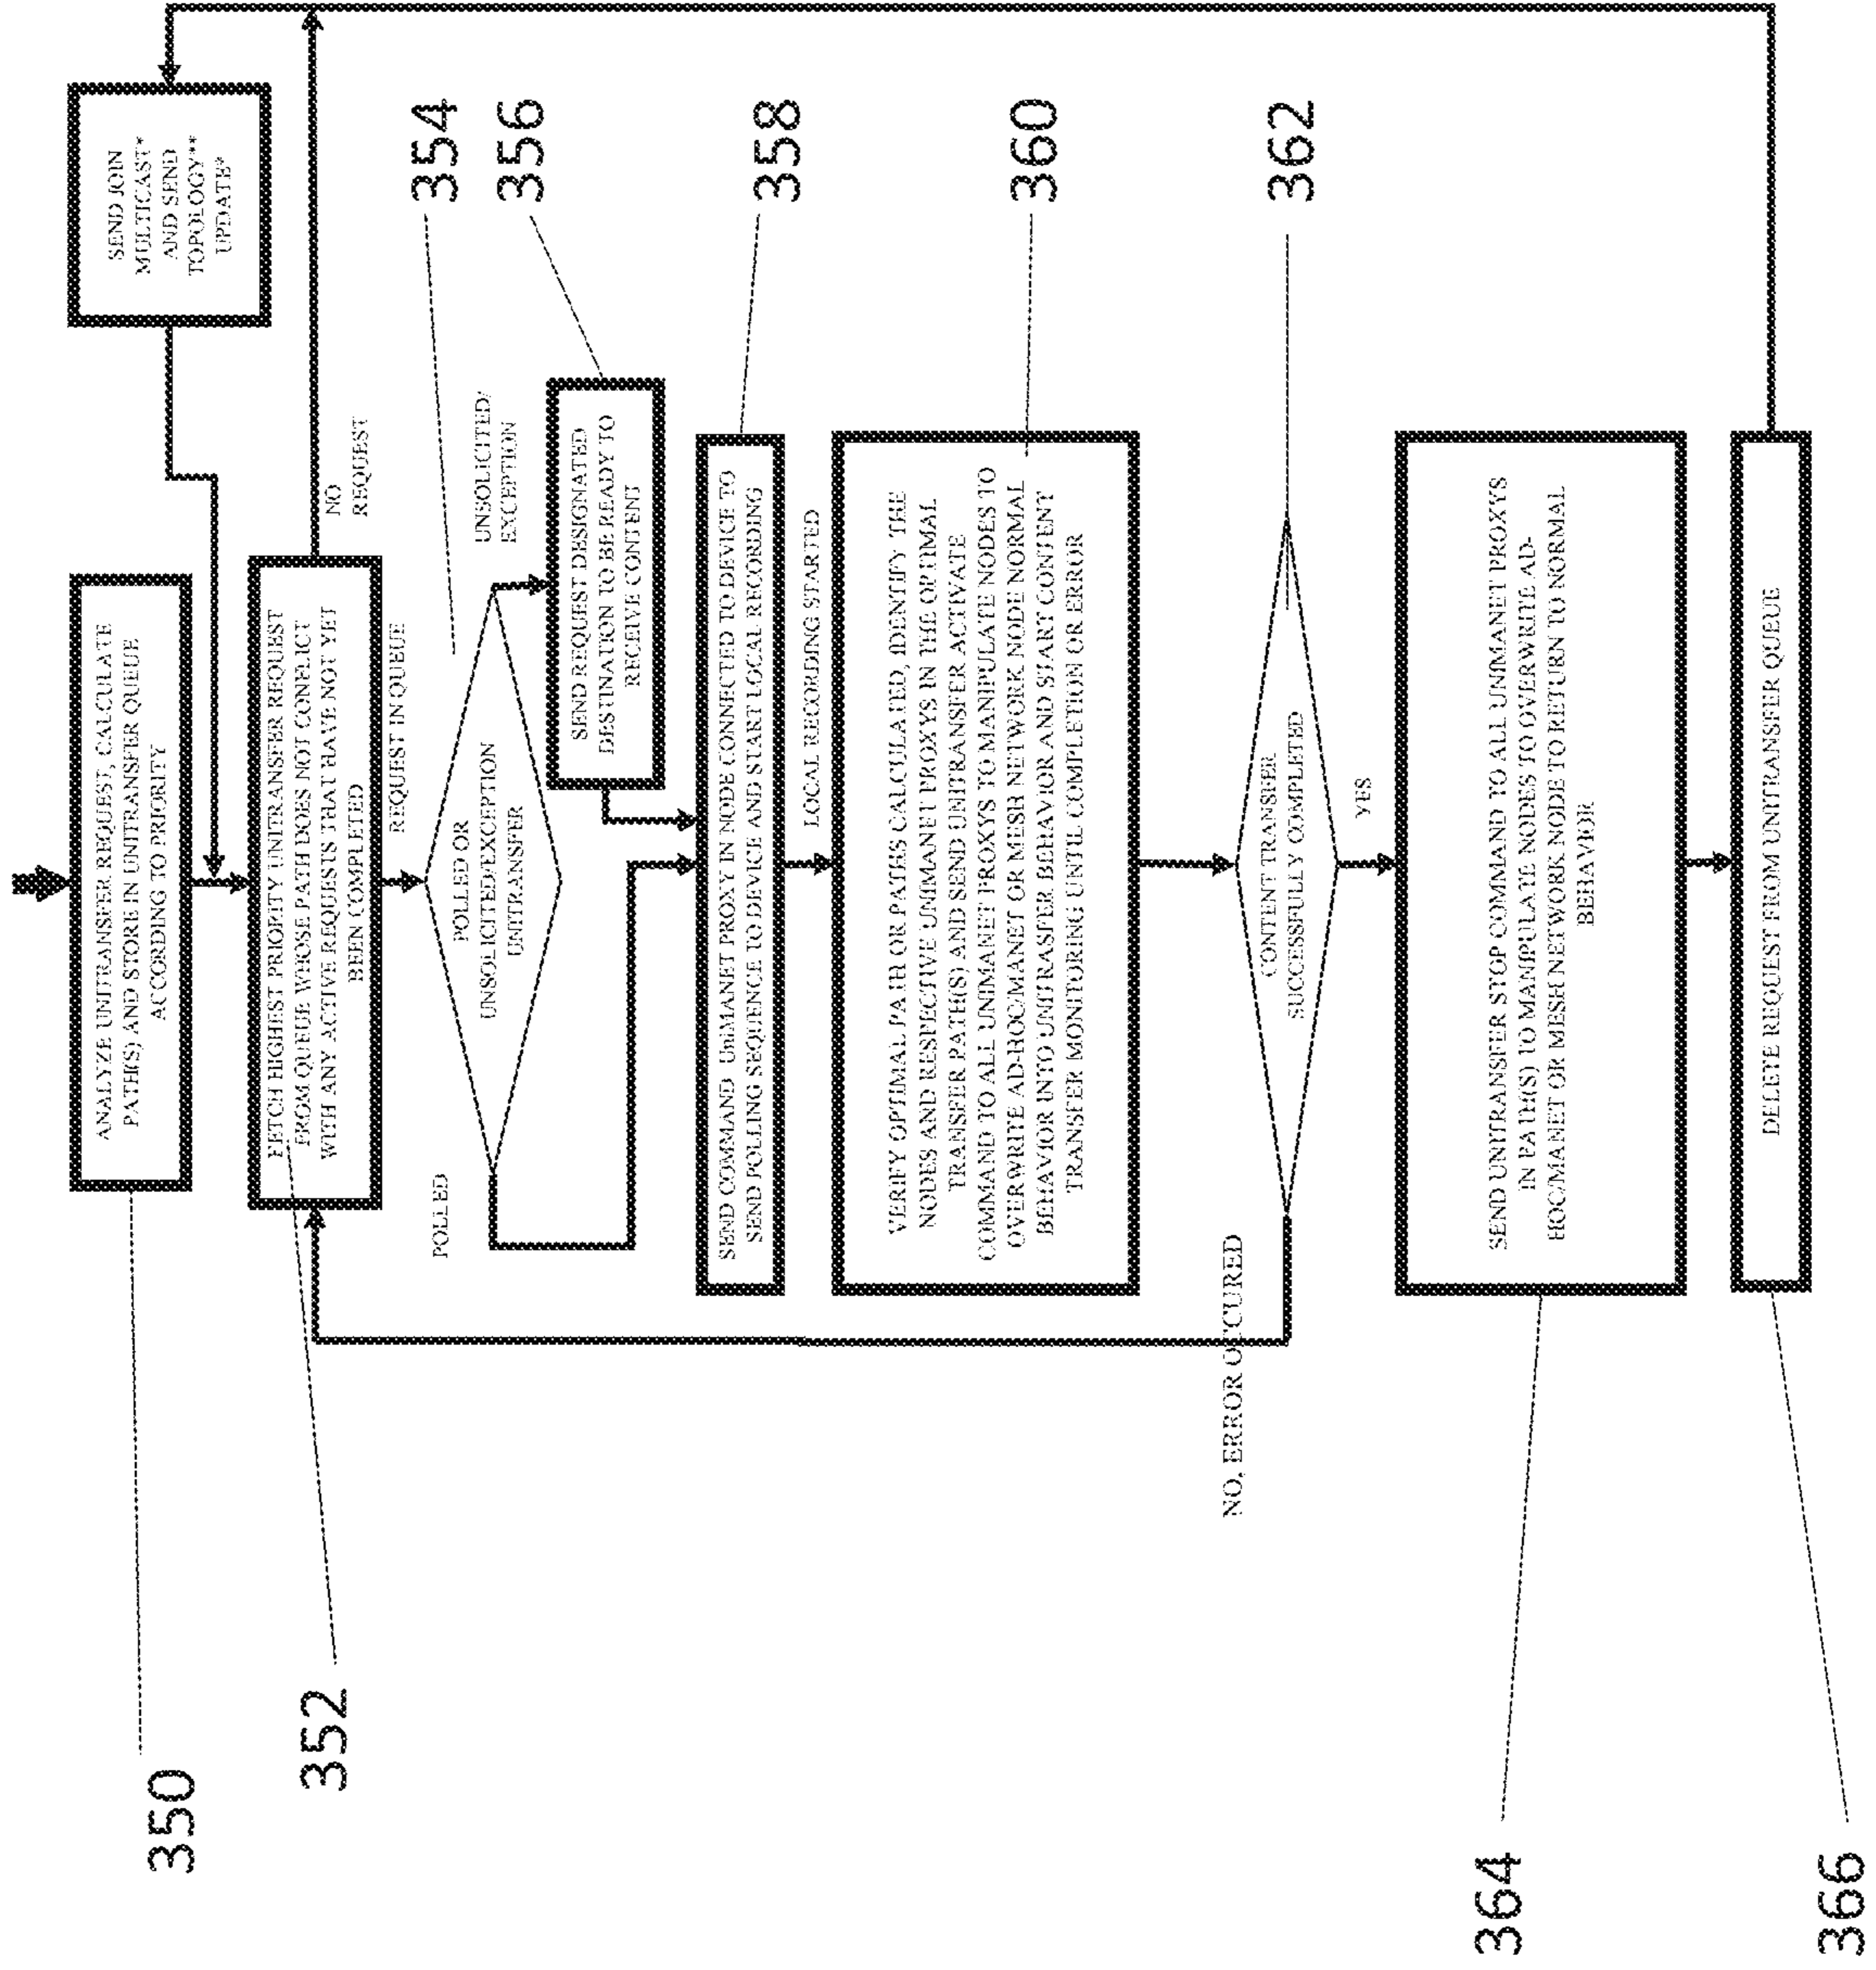 SEND JOIN
MULTICAST*
AND SEND
TOPOLOGY**
UPDATE*
ANALYZE UNITRANSFER REQUEST, CALCULATE
PATH(S) AND STORE IN UNITRANSFER QUEUE
ACCORDING TO PRIORITY
350
FETCH HIGHEST PRIORITY UNITRANSFER REQUEST
FROM QUEUE WHOSE PATH DOES NOT CONFLICT
WITH ANY ACTIVE REQUESTS THAT HAVE NOT YET
BEEN COMPLETED
352
NO
REQUEST
REQUEST IN QUEUE
354
POLLED OR
UNSOLICITED/EXCEPTION
UNITRANSFER
POLLED
UNSOLICITED/
EXCEPTION
356
SEND REQUEST DESIGNATED
DESTINATION TO BE READY TO
RECEIVE CONTENT
358
SEND COMMAND UniMANET PROXY IN NODE CONNECTED TO DEVICE TO
SEND POLLING SEQUENCE TO DEVICE AND START LOCAL RECORDING
LOCAL RECORDING STARTED
360
VERIFY OPTIMAL PATH OR PATHS CALCULATED, IDENTIFY THE
NODES AND RESPECTIVE UNIMANET PROXYS IN THE OPTIMAL
TRANSFER PATH(S) AND SEND UNITRANSFER ACTIVATE
COMMAND TO ALL UNIMANET PROXYS TO MANIPULATE NODES TO
OVERWRITE AD-HOC/MANET OR MESH NETWORK NODE NORMAL
BEHAVIOR INTO UNITRASFER BEHAVIOR AND START CONTENT
TRANSFER MONITORING UNTL COMPLETION OR ERROR
362
CONTENT TRANSFER
SUCCESSFULLY COMPLETED
NO, ERROR OCCURED
YES
364
SEND UNITRANSFER STOP COMMAND TO ALL UNIMANET PROXYS
IN PATH(S) TO MANIPULATE NODES TO OVERWRITE AD-
HOC/MANET OR MESH NETWORK NODE TO RETURN TO NORMAL
BEHAVIOR
366
DELETE REQUEST FROM UNITRANSFER QUEUE